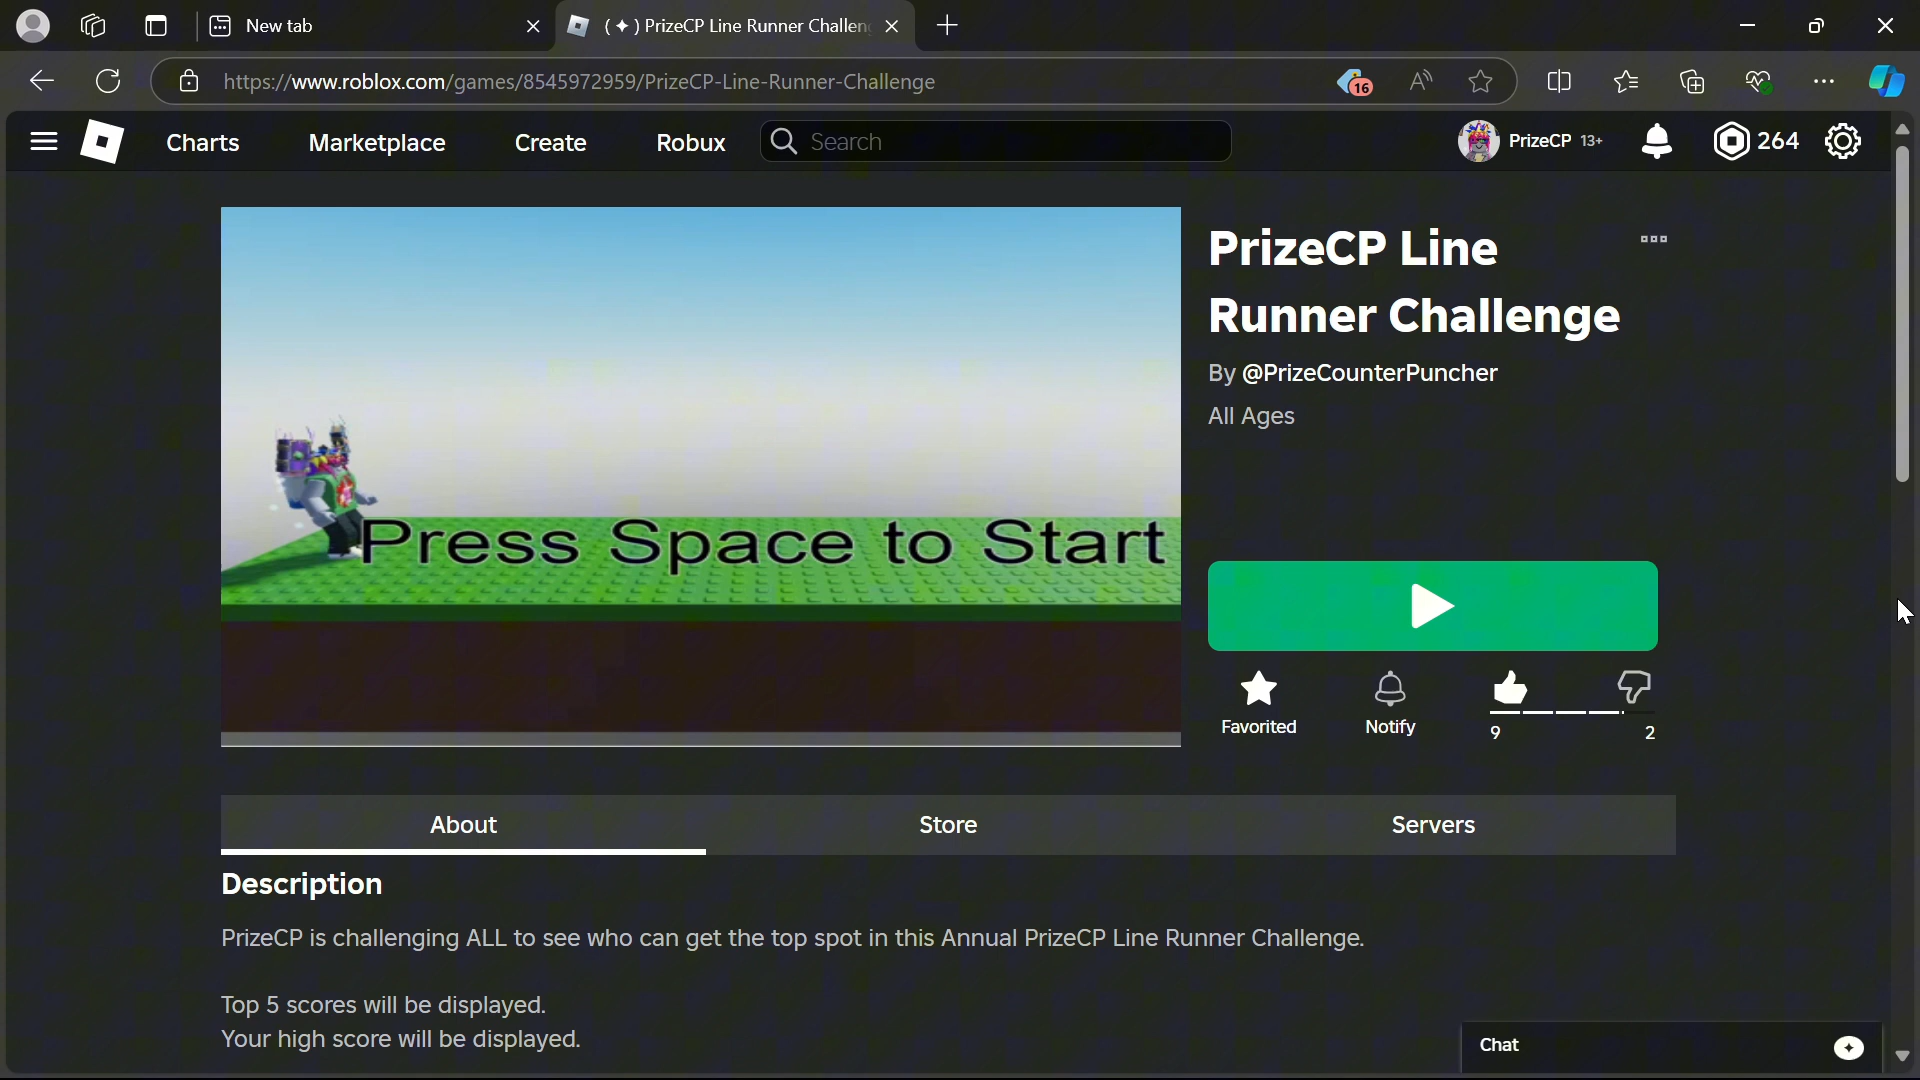 New tab
(✦) PrizeCP Line Runner Challen
https://www.roblox.com/games/8545972959/PrizeCP-Line-Runner-Challenge
16
Charts
Marketplace
Create
Robux
Search
PrizeCP 13+
264
PrizeCP Line
Runner Challenge
By @PrizeCounterPuncher
All Ages
Press Space to Start
Favorited
Notify
9
2
About
Store
Servers
Description
PrizeCP is challenging ALL to see who can get the top spot in this Annual PrizeCP Line Runner Challenge.
Top 5 scores will be displayed.
Your high score will be displayed.
Chat